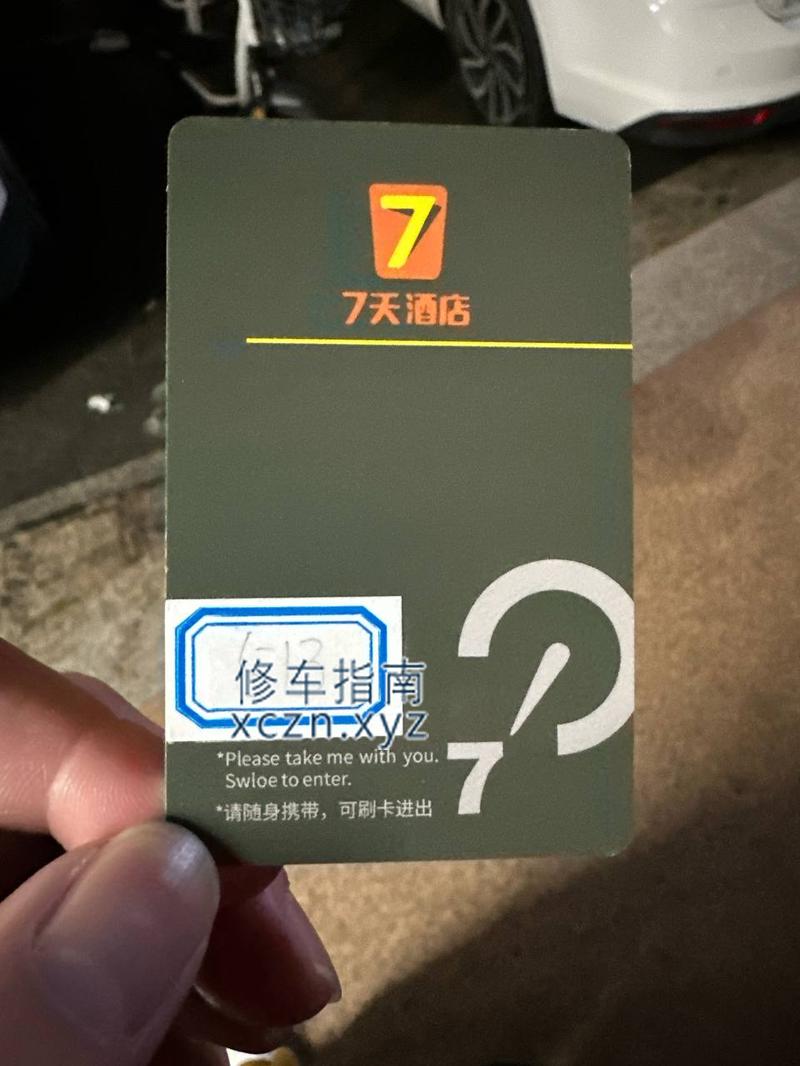 7
7天酒店
修车指南
xczn.xyz
*Please take me with you.
Swloe to enter.
*请随身携带，可刷卡进出
7